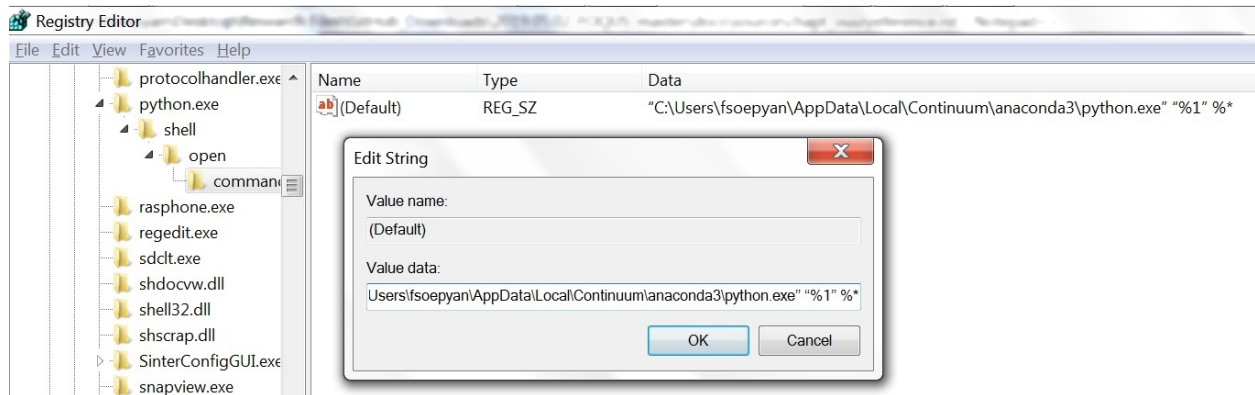 Registry Editor
File Edit View Favorites Help
protocolhandler.exe
python.exe
shell
open
rasphone.exe
regedit.exe
sdclt.exe
shdocvw.dll
shell32.dll
shscrap.dll
SinterConfigGUI.exe
snapview.exe
Name Type Data
ab (Default) REG_SZ “C:\Users\fsoepyan\AppData\Local\Continuum\anaconda3\python.exe” “%1” %*
Edit String
Value name:
(Default)
Value data:
Users\fsoepyan\AppData\Local\Continuum\anaconda3\python.exe” “%1” %*
OK Cancel